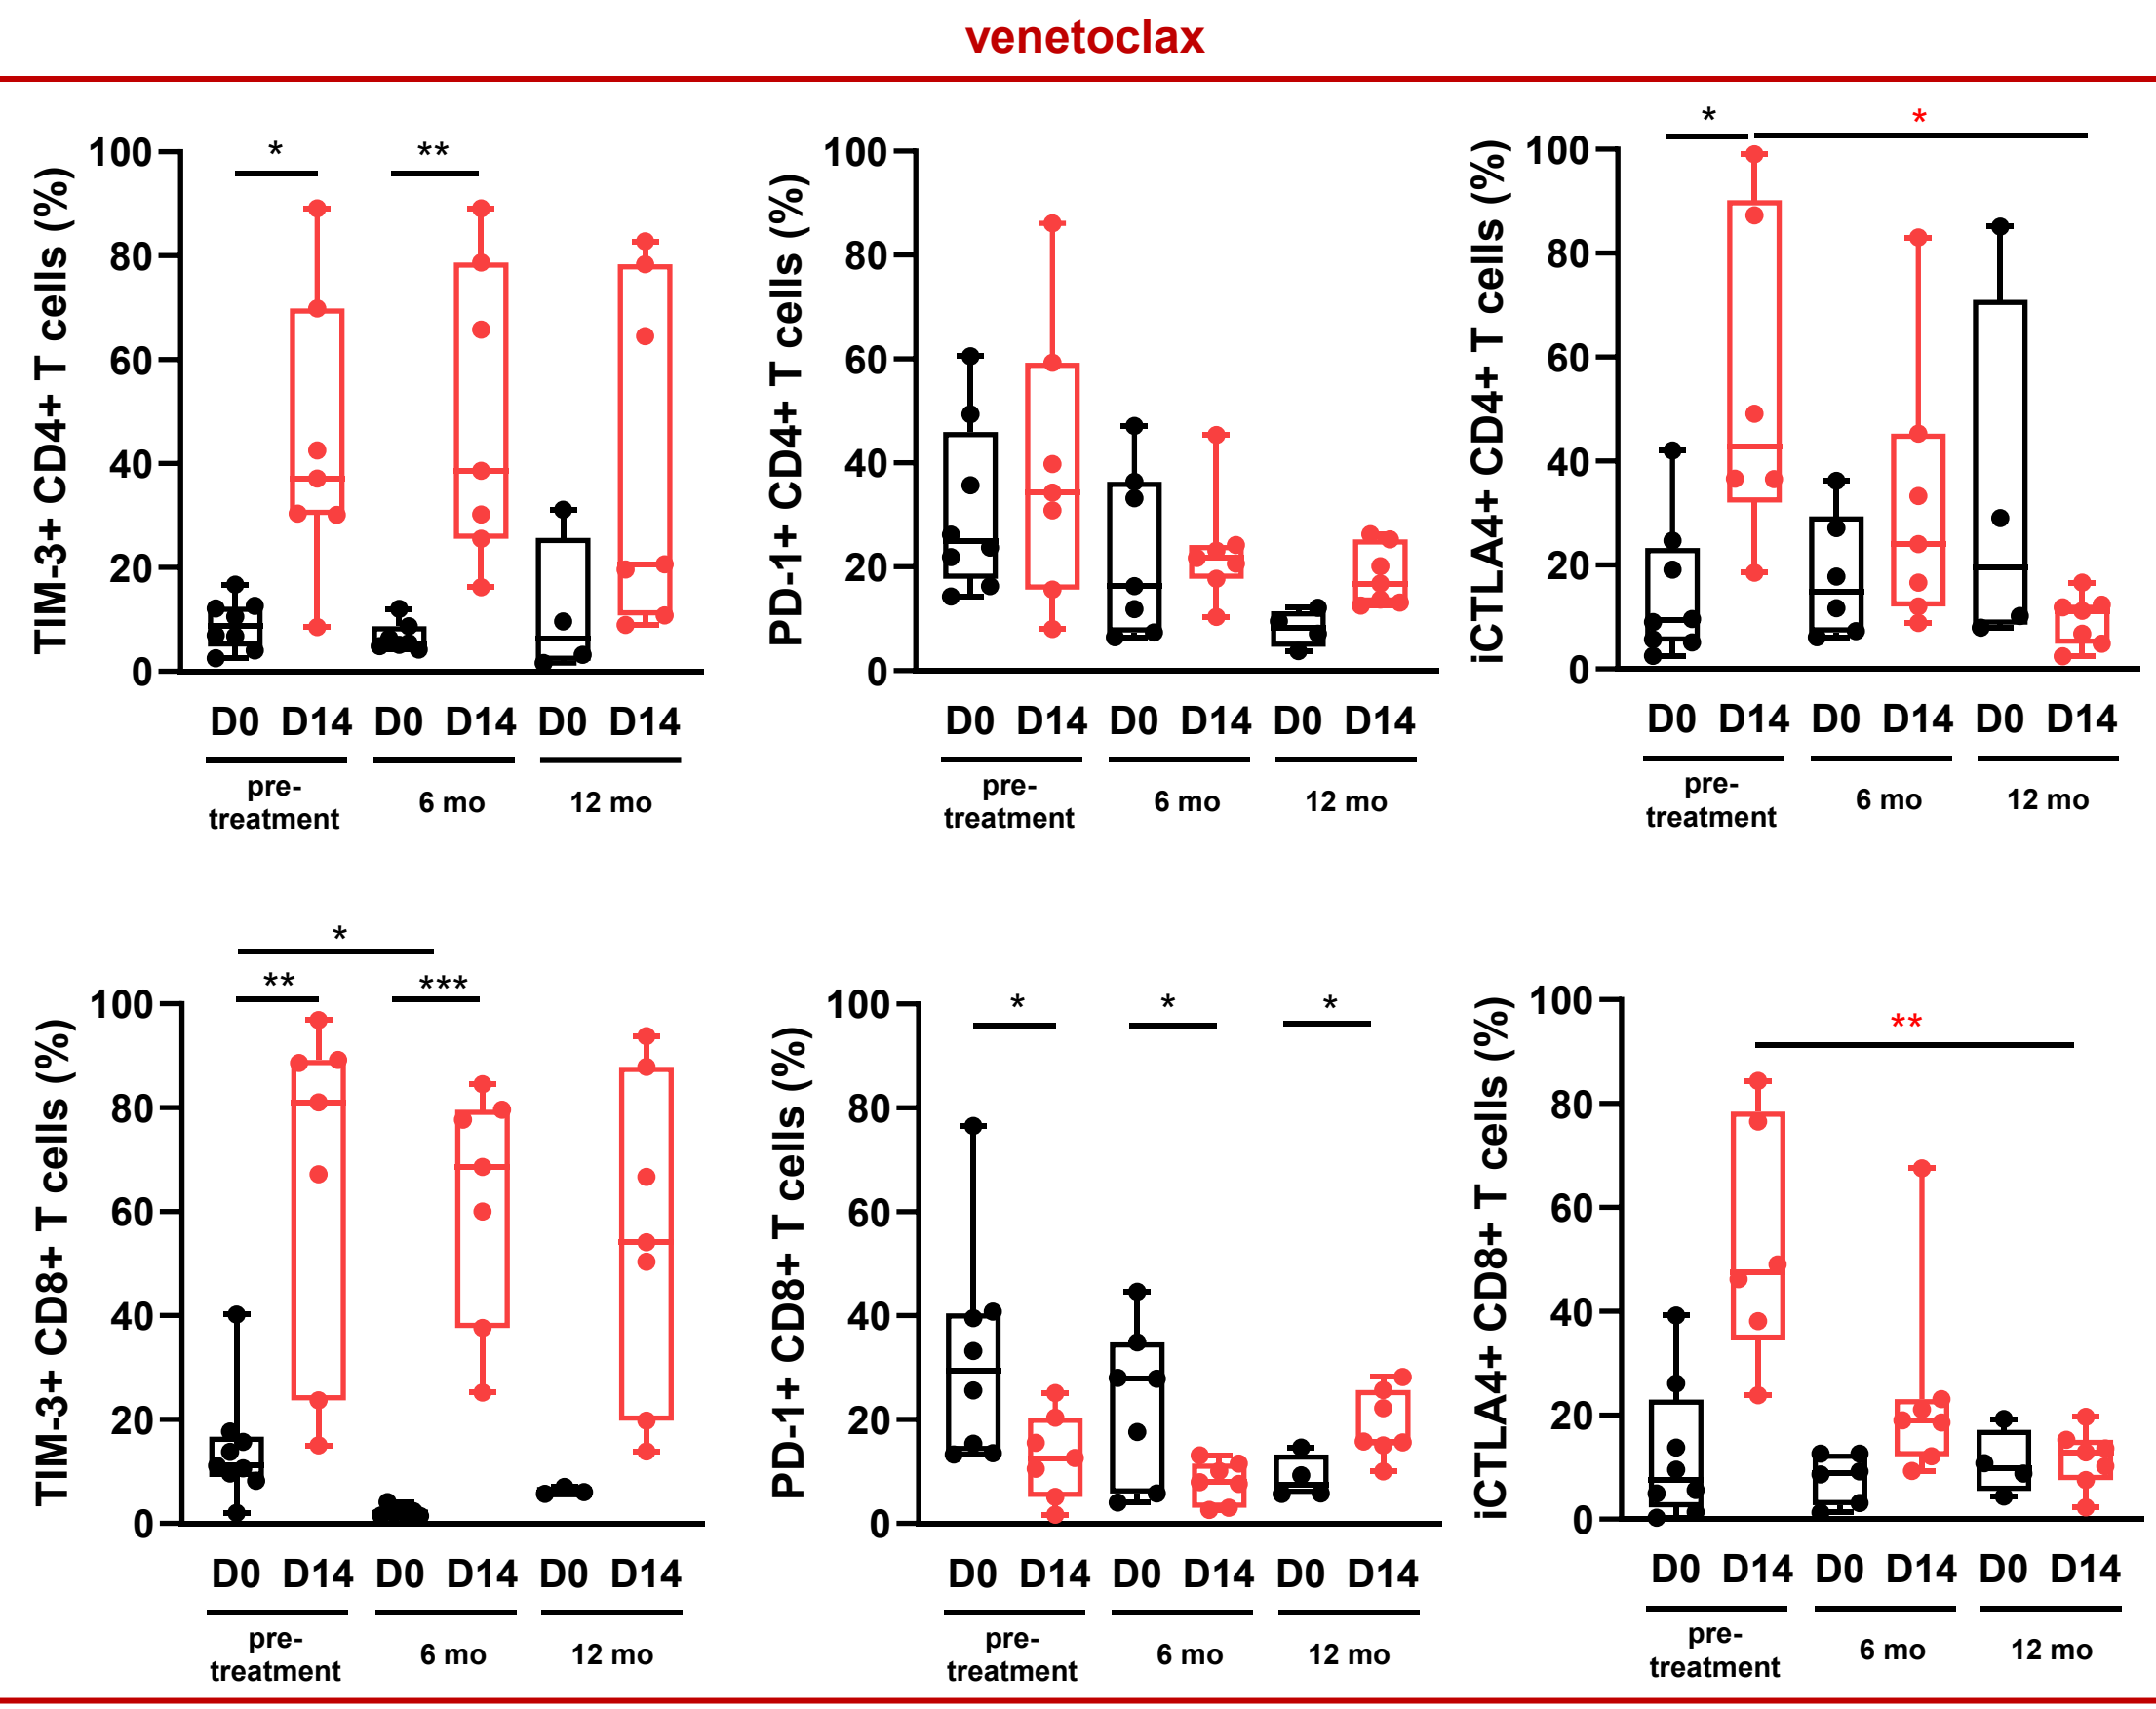 venetoclax
TIM-3+ CD4+ T cells (%)
100
80
60
40
20
0
* **
D0 D14 D0 D14 D0 D14
pre-
treatment
6 mo
12 mo
PD-1+ CD4+ T cells (%)
100
80
60
40
20
0
D0 D14 D0 D14 D0 D14
pre-
treatment
6 mo
12 mo
iCTLA4+ CD4+ T cells (%)
100
80
60
40
20
0
* *
D0 D14 D0 D14 D0 D14
pre-
treatment
6 mo
12 mo
TIM-3+ CD8+ T cells (%)
100
80
60
40
20
0
*
** ***
D0 D14 D0 D14 D0 D14
pre-
treatment
6 mo
12 mo
PD-1+ CD8+ T cells (%)
100
80
60
40
20
0
* * *
D0 D14 D0 D14 D0 D14
pre-
treatment
6 mo
12 mo
iCTLA4+ CD8+ T cells (%)
100
80
60
40
20
0
**
D0 D14 D0 D14 D0 D14
pre-
treatment
6 mo
12 mo